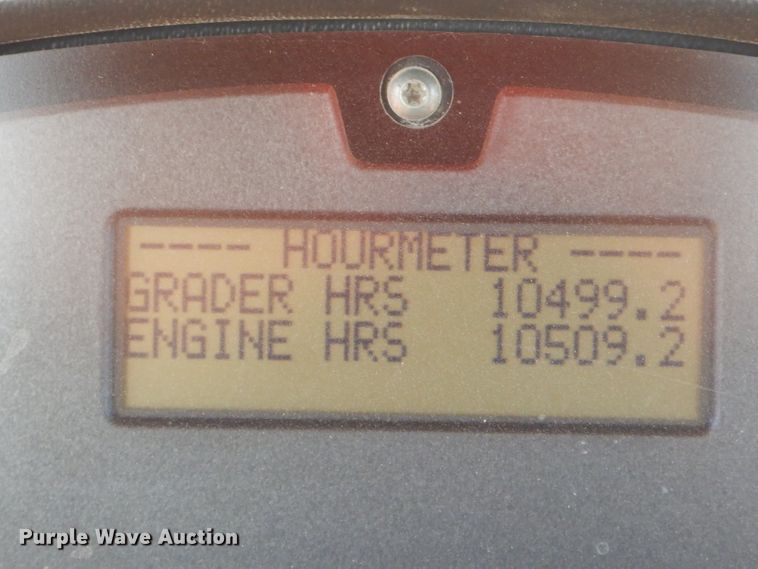 ---- HOURMETER ----
GRADER HRS 10499.2
ENGINE HRS 10509.2
Purple Wave Auction